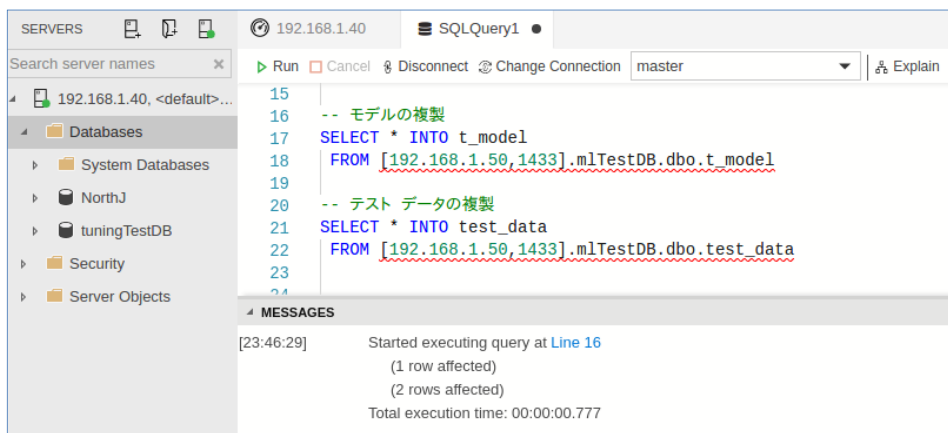 SERVERS
Search server names
192.168.1.40, <default>...
Databases
System Databases
NorthJ
tuningTestDB
Security
Server Objects
192.168.1.40
SQLQuery1
Run Cancel Disconnect Change Connection master Explain
15
16 -- モデルの複製
17 SELECT * INTO t_model
18 FROM [192.168.1.50,1433].mlTestDB.dbo.t_model
19
20 -- テスト データの複製
21 SELECT * INTO test_data
22 FROM [192.168.1.50,1433].mlTestDB.dbo.test_data
23
24
MESSAGES
[23:46:29] Started executing query at Line 16
(1 row affected)
(2 rows affected)
Total execution time: 00:00:00.777